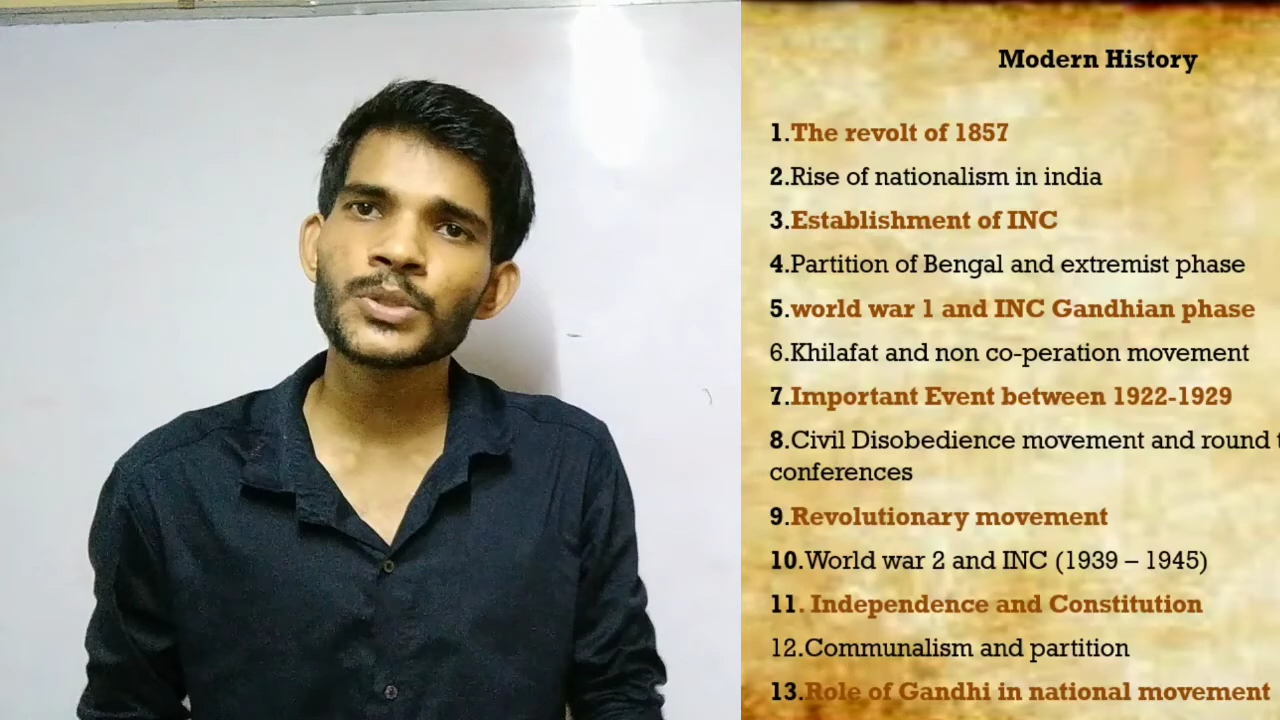 Modern History
1.The revolt of 1857
2.Rise of nationalism in india
3.Establishment of INC
4.Partition of Bengal and extremist phase
5.world war 1 and INC Gandhian phase
6.Khilafat and non co-peration movement
7.Important Event between 1922-1929
8.Civil Disobedience movement and round t
conferences
9.Revolutionary movement
10.World war 2 and INC (1939 – 1945)
11. Independence and Constitution
12.Communalism and partition
13.Role of Gandhi in national movement